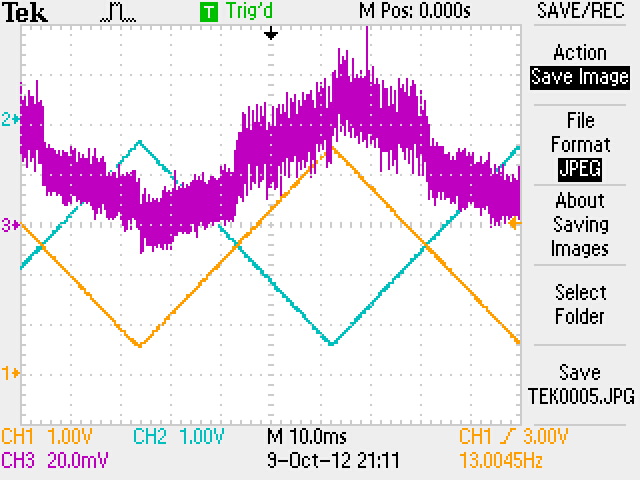 Tek
T Trig'd
M Pos: 0.000s
SAVE/REC
Action
Save Image
File
Format
JPEG
About
Saving
Images
Select
Folder
Save
TEK0005.JPG
2
3
1
CH1 1.00V
CH2 1.00V
M 10.0ms
CH1 / 3.00V
CH3 20.0mV
9-Oct-12 21:11
13.0045Hz